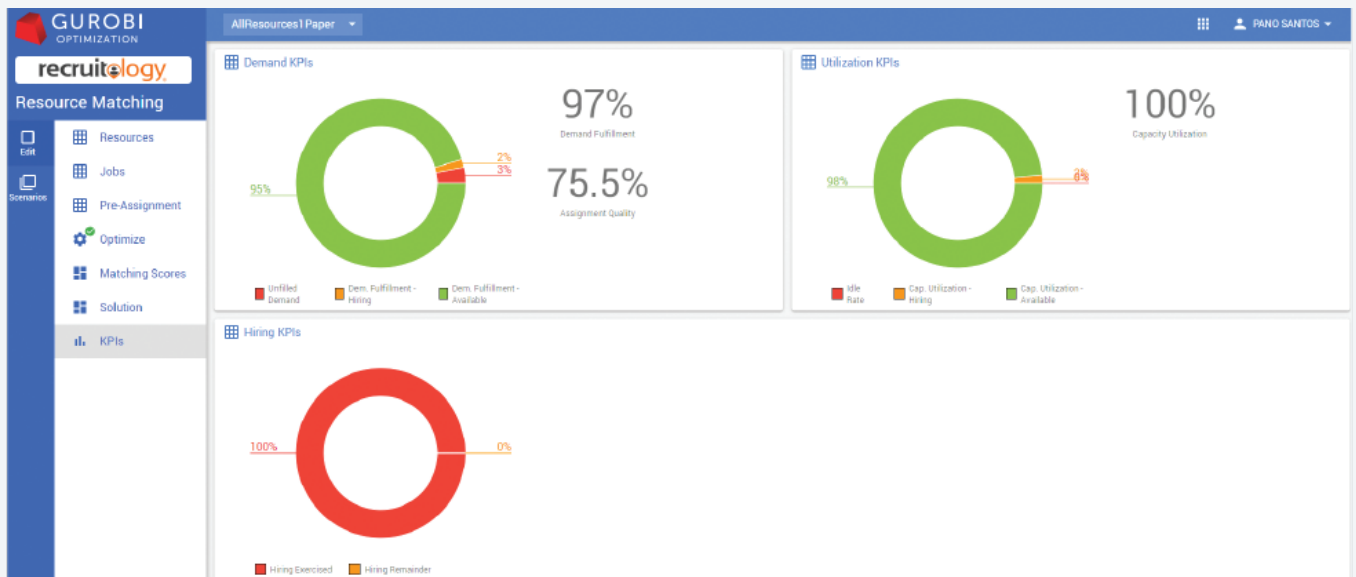 GUROBI
OPTIMIZATION
recruitology
Resource Matching
Edit
Scenarios
Resources
Jobs
Pre-Assignment
Optimize
Matching Scores
Solution
KPIs
AllResources1Paper
PANO SANTOS
Demand KPIs
97%
Demand Fulfillment
75.5%
Assignment Quality
95%
2%
3%
Unfilled
Demand
Dem. Fulfillment -
Hiring
Dem. Fulfillment -
Available
Utilization KPIs
100%
Capacity Utilization
98%
Idle
Rate
Cap. Utilization -
Hiring
Cap. Utilization -
Available
Hiring KPIs
100%
0%
Hiring Exercised
Hiring Remainder